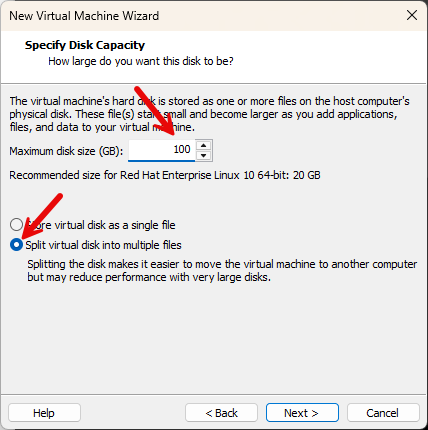 New Virtual Machine Wizard
Specify Disk Capacity
How large do you want this disk to be?
The virtual machine's hard disk is stored as one or more files on the host computer's
physical disk. These file(s) start small and become larger as you add applications,
files, and data to your virtual machine.
Maximum disk size (GB): 100
Recommended size for Red Hat Enterprise Linux 10 64-bit: 20 GB
Store virtual disk as a single file
Split virtual disk into multiple files
Splitting the disk makes it easier to move the virtual machine to another computer
but may reduce performance with very large disks.
Help < Back Next > Cancel